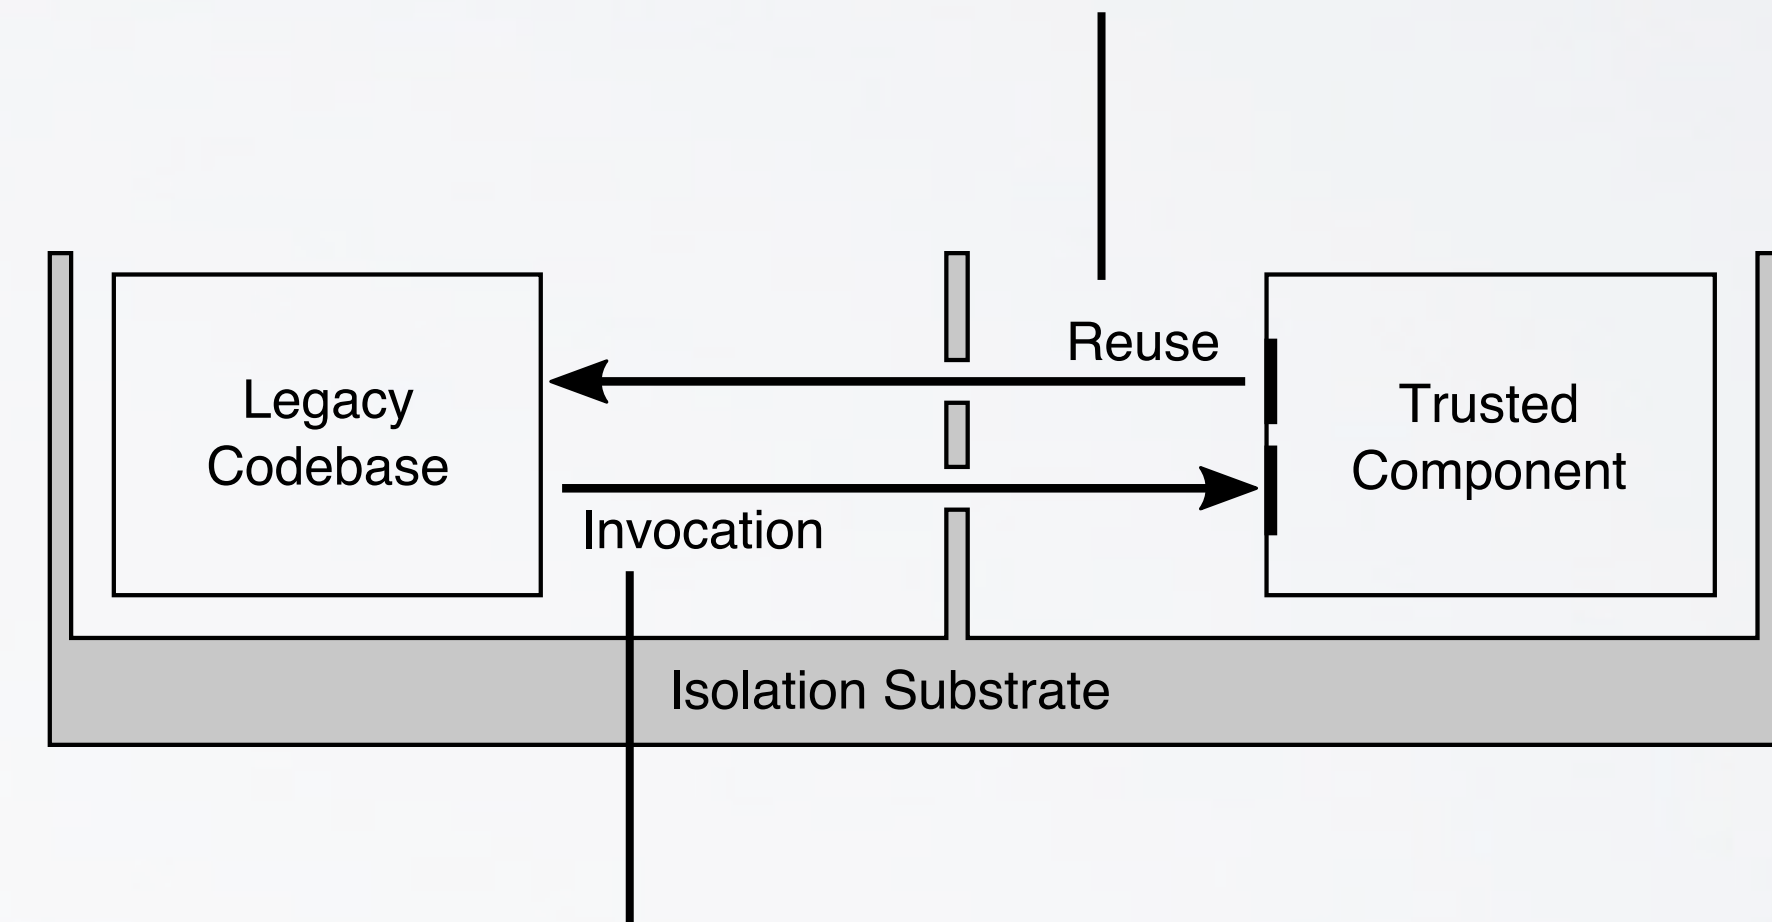 Reuse
Legacy
Codebase
Trusted
Component
Invocation
Isolation Substrate